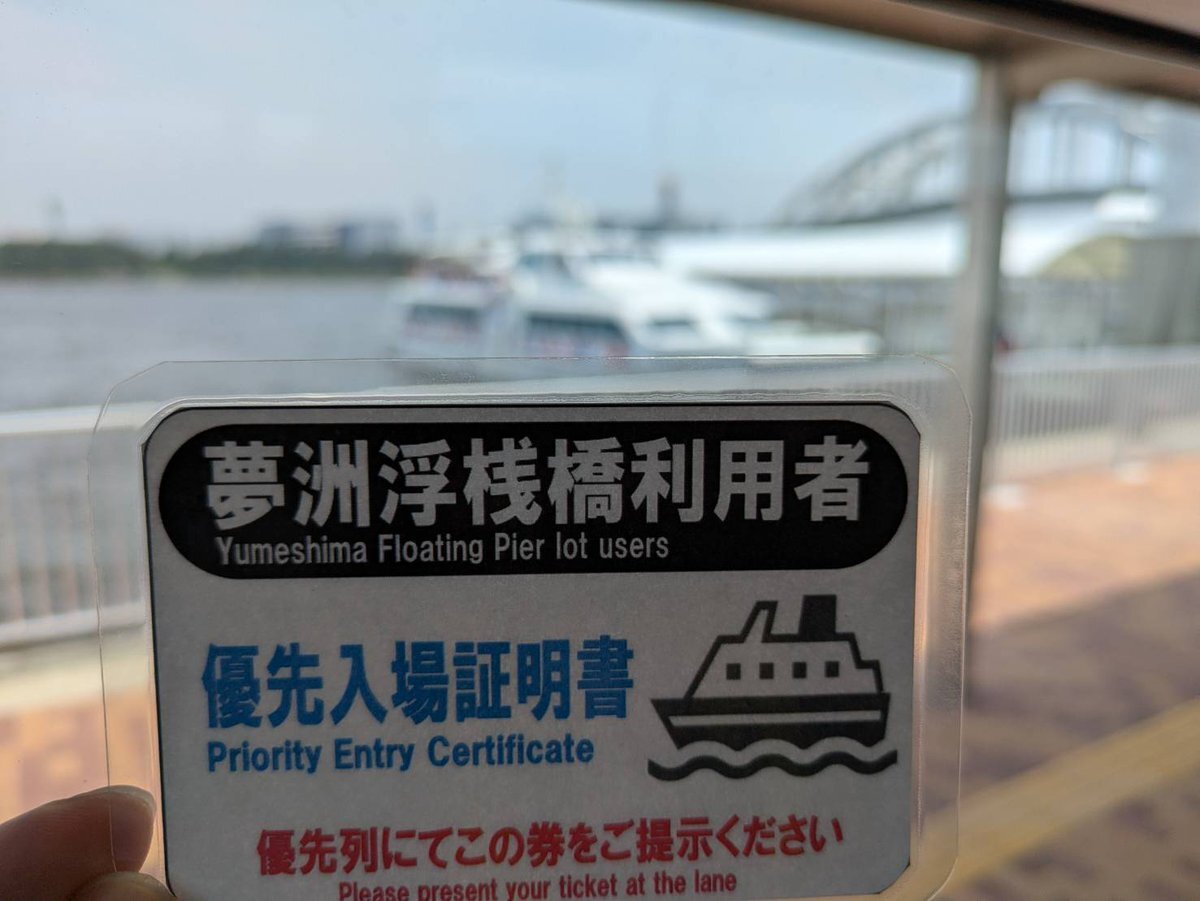 夢洲浮桟橋利用者
Yumeshima Floating Pier lot users
優先入場証明書
Priority Entry Certificate
優先列にてこの券をご提示ください
Please present your ticket at the lane